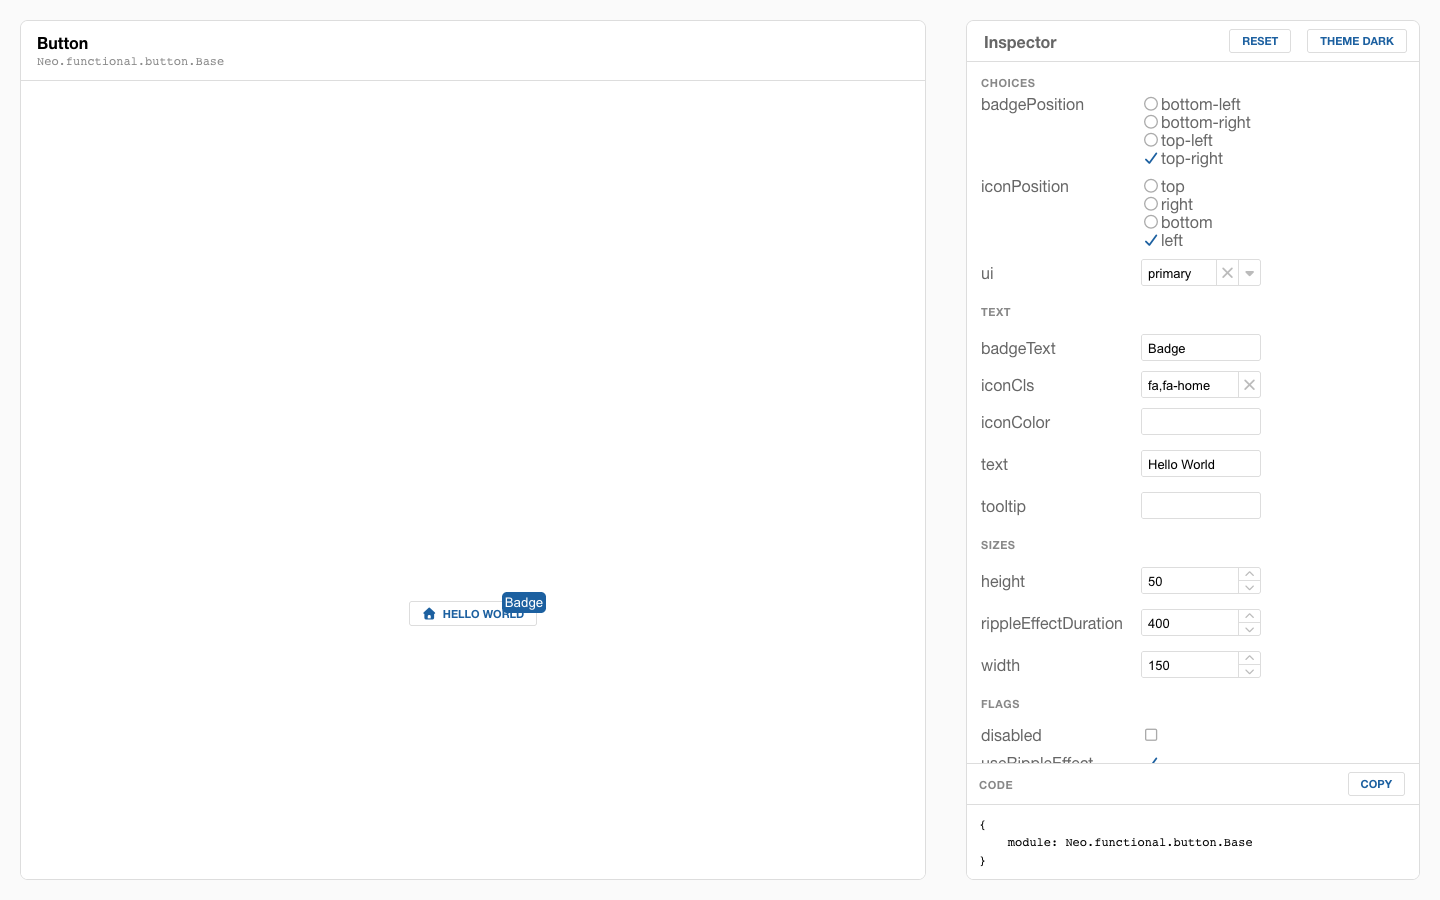 Button
Neo.functional.button.Base
HELLO WORLD
Badge
Inspector
RESET
THEME DARK
CHOICES
badgePosition
bottom-left
bottom-right
top-left
top-right
iconPosition
top
right
bottom
left
ui
primary
TEXT
badgeText
Badge
iconCls
fa,fa-home
iconColor
text
Hello World
tooltip
SIZES
height
50
rippleEffectDuration
400
width
150
FLAGS
disabled
useRippleEffect
CODE
COPY
{
module: Neo.functional.button.Base
}